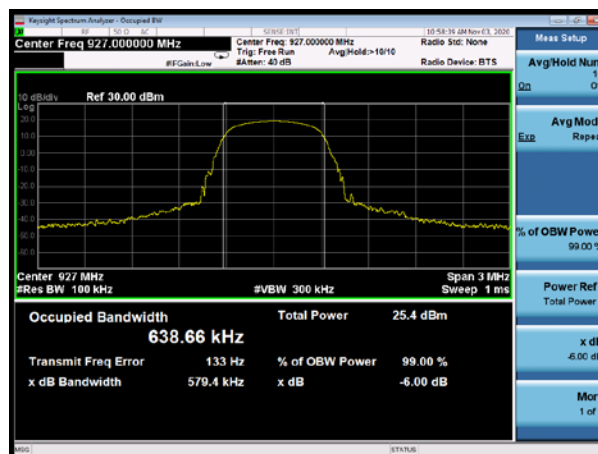 Keysight Spectrum Analyzer - Occupied BW
RF 50 Ω AC SENSE:INT 10:58:39 AM Nov 03, 2020
Center Freq 927.000000 MHz Center Freq: 927.000000 MHz Radio Std: None
Trig: Free Run Avg|Hold:>10/10
#IFGain:Low #Atten: 40 dB Radio Device: BTS
10 dB/div Ref 30.00 dBm
Log
20.0
10.0
0.00
-10.0
-20.0
-30.0
-40.0
-50.0
-60.0
Center 927 MHz Span 3 MHz
#Res BW 100 kHz #VBW 300 kHz Sweep 1 ms
Occupied Bandwidth Total Power 25.4 dBm
638.66 kHz
Transmit Freq Error 133 Hz % of OBW Power 99.00 %
x dB Bandwidth 579.4 kHz x dB -6.00 dB
MSG STATUS
Meas Setup
Avg/Hold Num
1
On O
Avg Mod
Exp Repe
% of OBW Power
99.00 %
Power Ref
Total Power
x d
-6.00 d
Mor
1 of